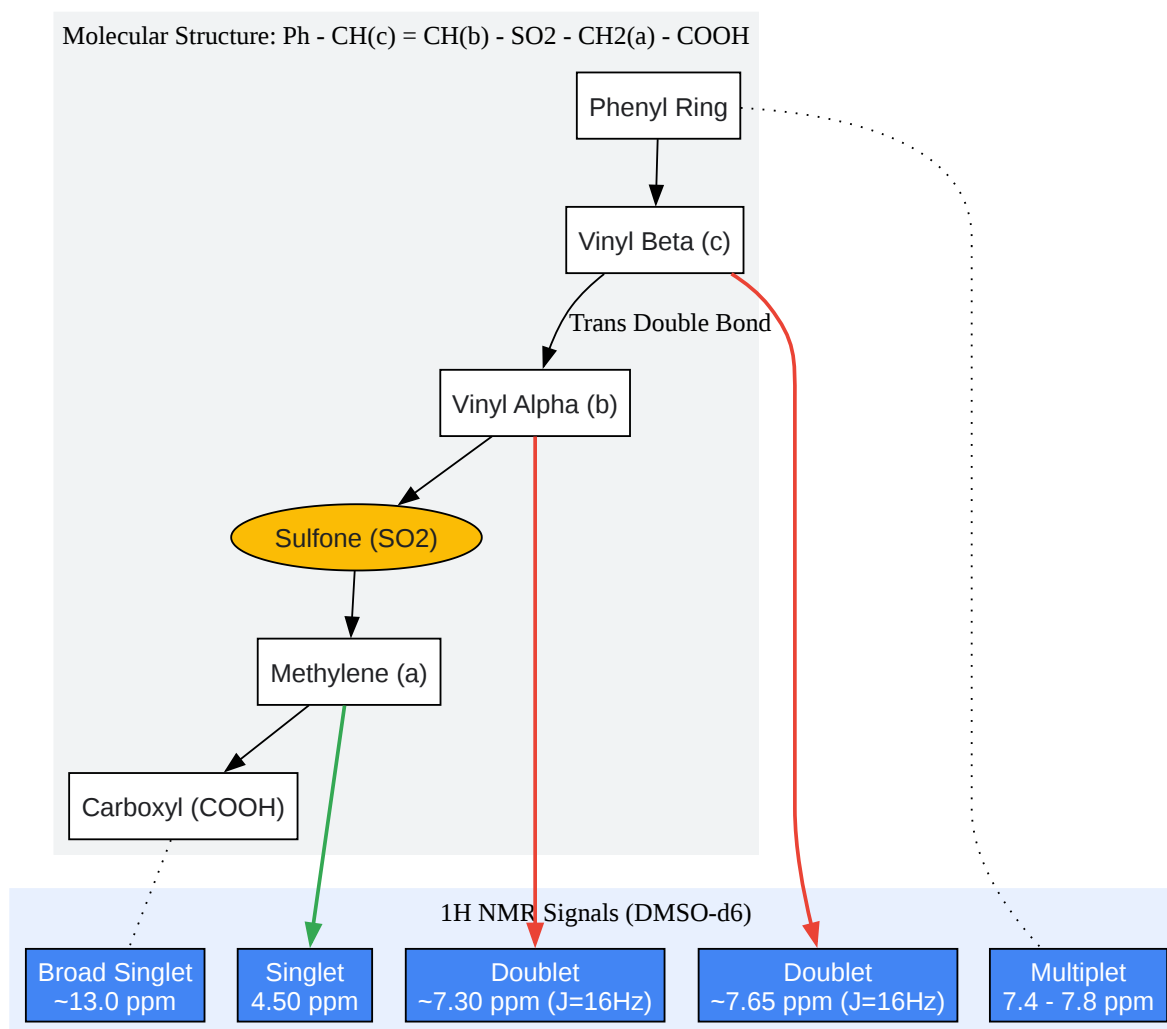 Molecular Structure: Ph - CH(c) = CH(b) - SO2 - CH2(a) - COOH
Phenyl Ring
Vinyl Beta (c)
Trans Double Bond
Vinyl Alpha (b)
Sulfone (SO2)
Methylene (a)
Carboxyl (COOH)
1H NMR Signals (DMSO-d6)
Broad Singlet
~13.0 ppm
Singlet
4.50 ppm
Doublet
~7.30 ppm (J=16Hz)
Doublet
~7.65 ppm (J=16Hz)
Multiplet
7.4 - 7.8 ppm